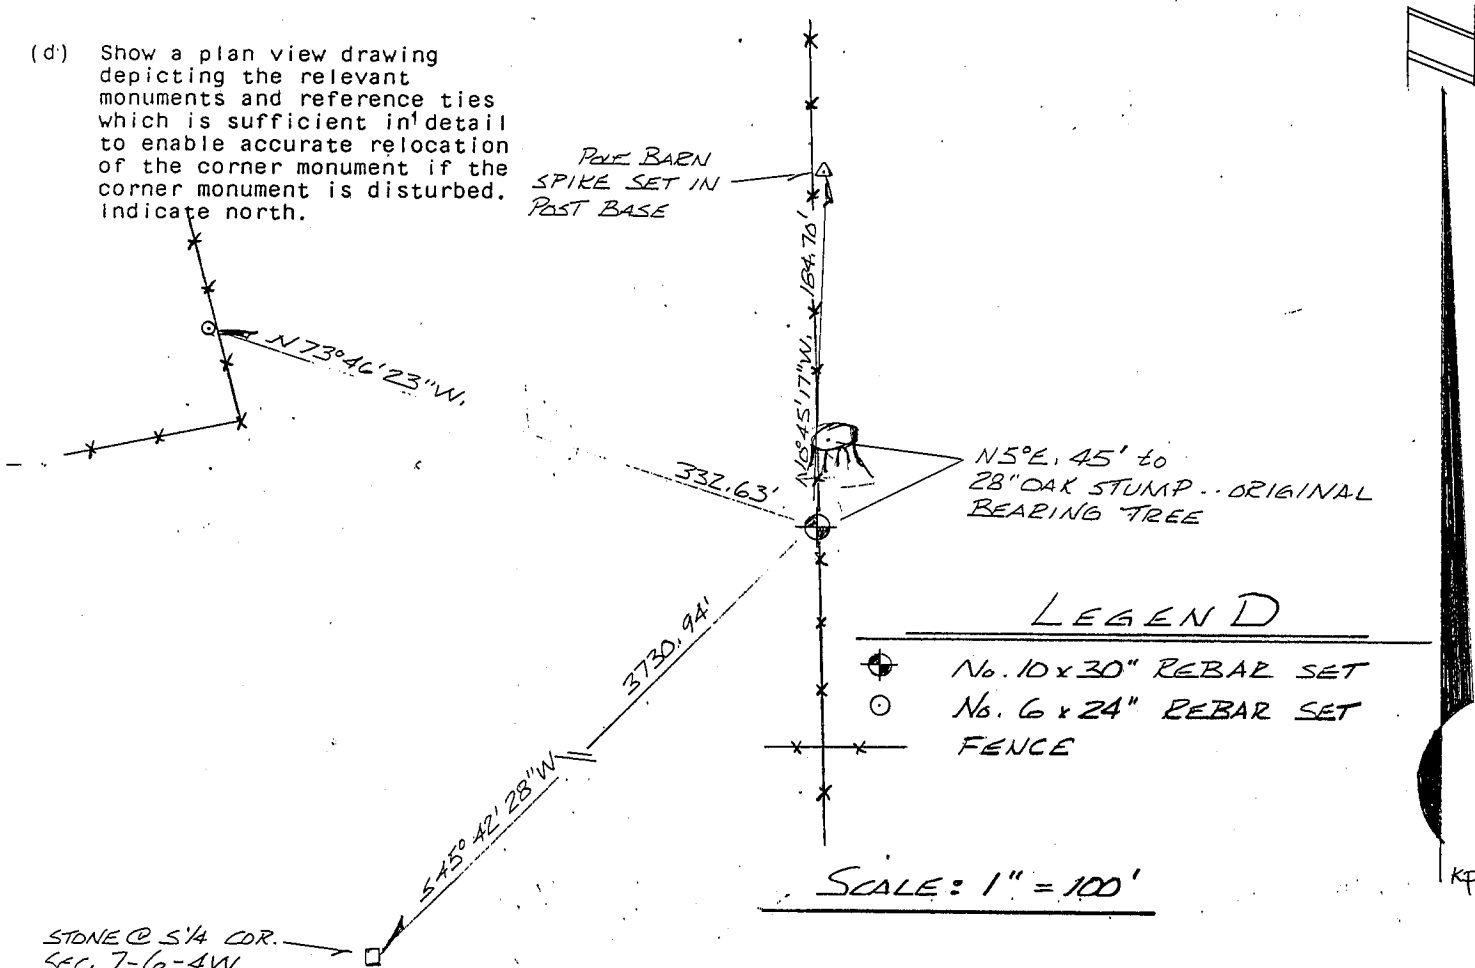 (d) Show a plan view drawing
depicting the relevant
monuments and reference ties
which is sufficient in detail
to enable accurate relocation
of the corner monument if the
corner monument is disturbed.
Indicate north.
POLE BARN
SPIKE SET IN
POST BASE
N0°45'17"W. 184.70'
N73°46'23"W.
332.63'
N5°E. 45' to
28" OAK STUMP.. ORIGINAL
BEARING TREE
3730.94'
S45°42'28"W
LEGEND
No. 10 x 30" REBAR SET
No. 6 x 24" REBAR SET
FENCE
SCALE: 1" = 100'
STONE @ S1/4 COR.
SEC. 7-6-4W